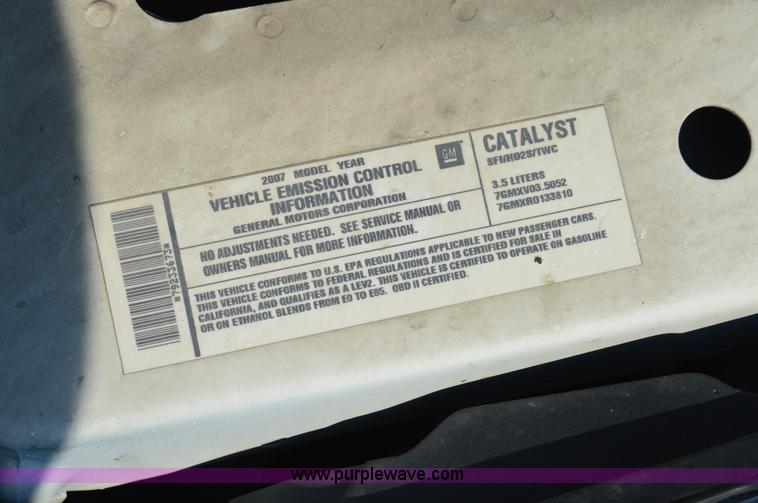 2007 MODEL YEAR
VEHICLE EMISSION CONTROL
INFORMATION
GENERAL MOTORS CORPORATION
GM
CATALYST
SFI/HO2S/TWC
3.5 LITERS
7GMXV03.5052
7GMXR0133810
NO ADJUSTMENTS NEEDED. SEE SERVICE MANUAL OR
OWNERS MANUAL FOR MORE INFORMATION.
THIS VEHICLE CONFORMS TO U.S. EPA REGULATIONS APPLICABLE TO NEW PASSENGER CARS.
THIS VEHICLE CONFORMS TO FEDERAL REGULATIONS AND IS CERTIFIED FOR SALE IN
CALIFORNIA, AND QUALIFIES AS A LEV2. THIS VEHICLE IS CERTIFIED TO OPERATE ON GASOLINE
OR ON ETHANOL BLENDS FROM E0 TO E85. OBD II CERTIFIED.
*79233673*
www.purplewave.com